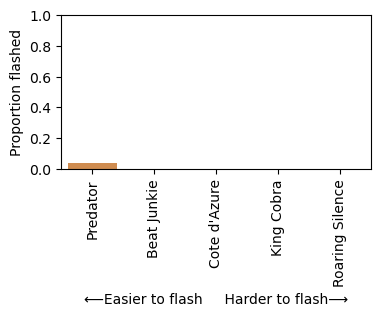 1.0
0.8
0.6
0.4
0.2
0.0
Proportion flashed
Predator
Beat Junkie
Cote d'Azure
King Cobra
Roaring Silence
⟵Easier to flash Harder to flash⟶